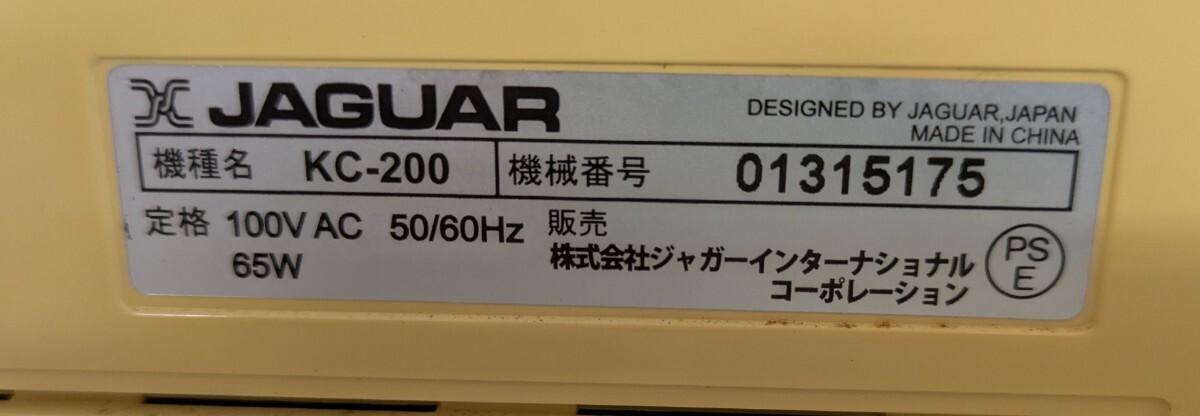 JAGUAR
DESIGNED BY JAGUAR,JAPAN
MADE IN CHINA
機種名 KC-200 機械番号 01315175
定格 100V AC 50/60Hz 販売
65W 株式会社ジャガーインターナショナル
コーポレーション
PS
E